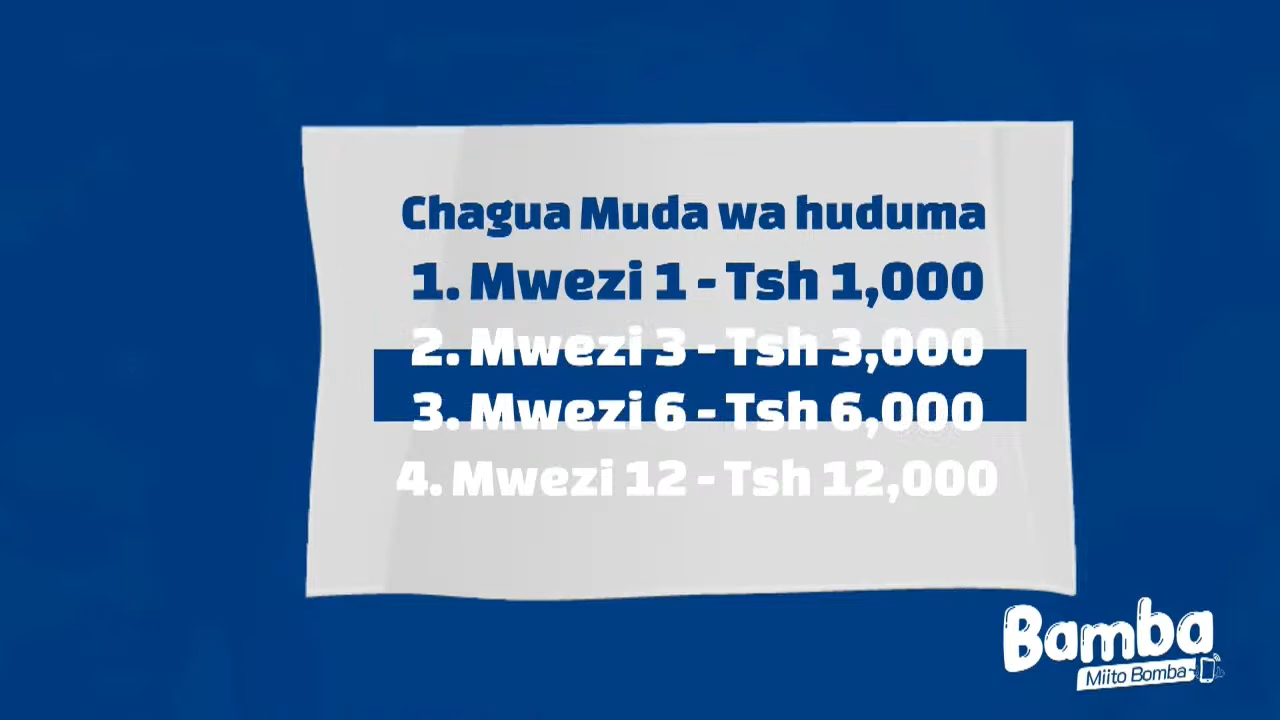 Chagua Muda wa huduma
1. Mwezi 1 - Tsh 1,000
2. Mwezi 3 - Tsh 3,000
3. Mwezi 6 - Tsh 6,000
4. Mwezi 12 - Tsh 12,000
Bamba
Miito Bomba